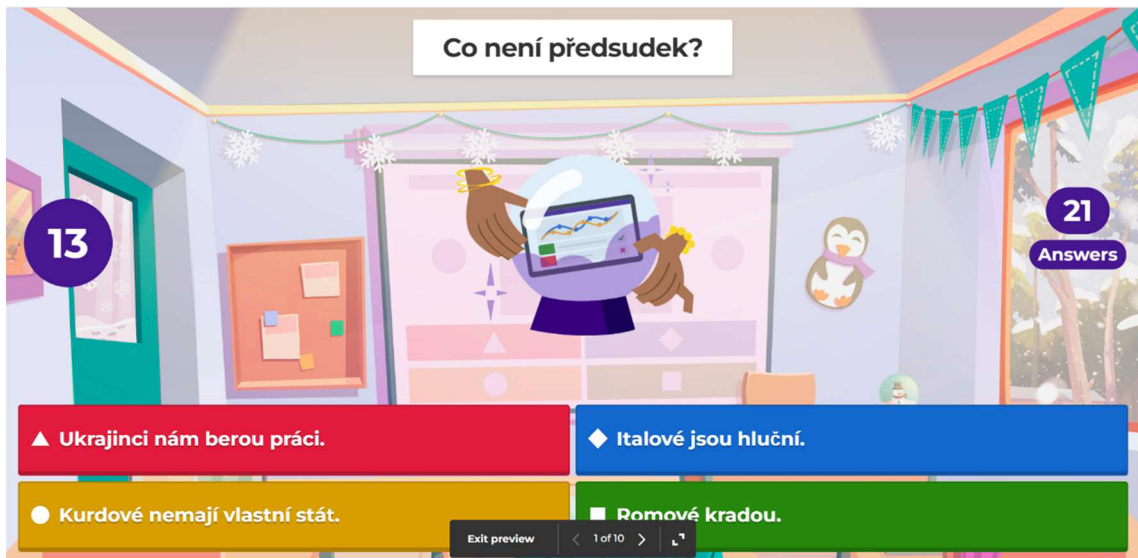 Co není předsudek?
13
21
Answers
Ukrajinci nám berou práci.
Italové jsou hluční.
Kurdové nemají vlastní stát.
Romové kradou.
Exit preview
1 of 10